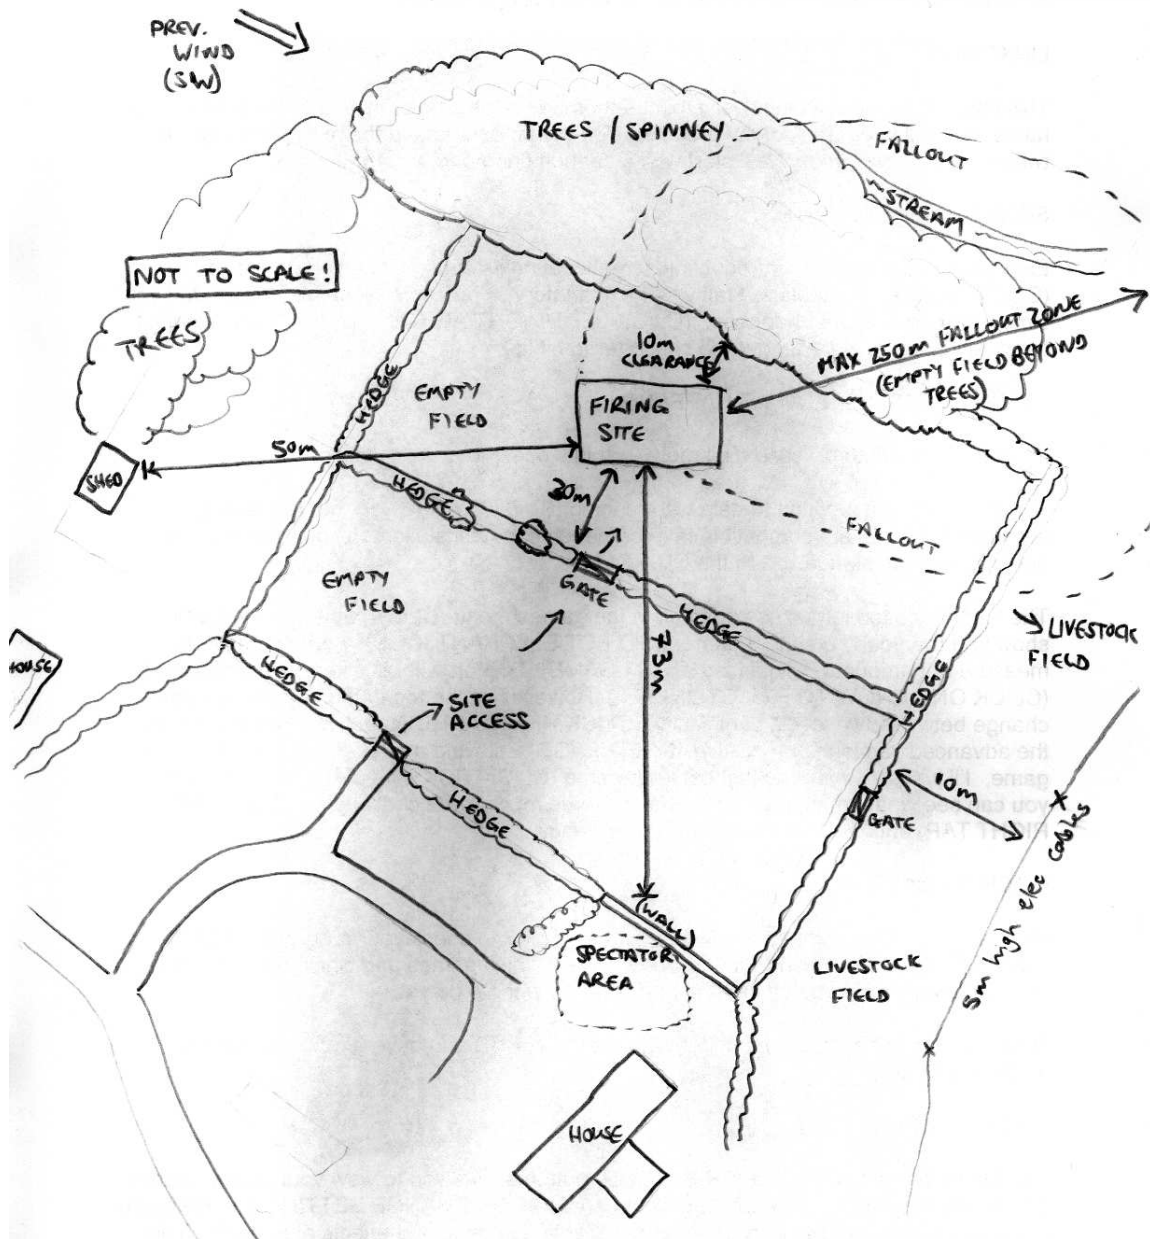 PREV.
WIND
(SW)
TREES / SPINNEY
FALLOUT
STREAM
NOT TO SCALE!
TREES
10m
CLEARANCE
MAX 250m FALLOUT ZONE
(EMPTY FIELD BEYOND
TREES)
HEDGE
EMPTY
FIELD
FIRING
SITE
50m
SHED
HEDGE
30m
FALLOUT
EMPTY
FIELD
GATE
HEDGE
73m
LIVESTOCK
FIELD
HOUSE
HEDGE
HEDGE
SITE
ACCESS
10m
GATE
HEDGE
5m high elec cables
(WALL)
SPECTATOR
AREA
LIVESTOCK
FIELD
HOUSE